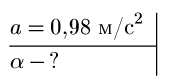 a = 0,98 м/с²
α – ?